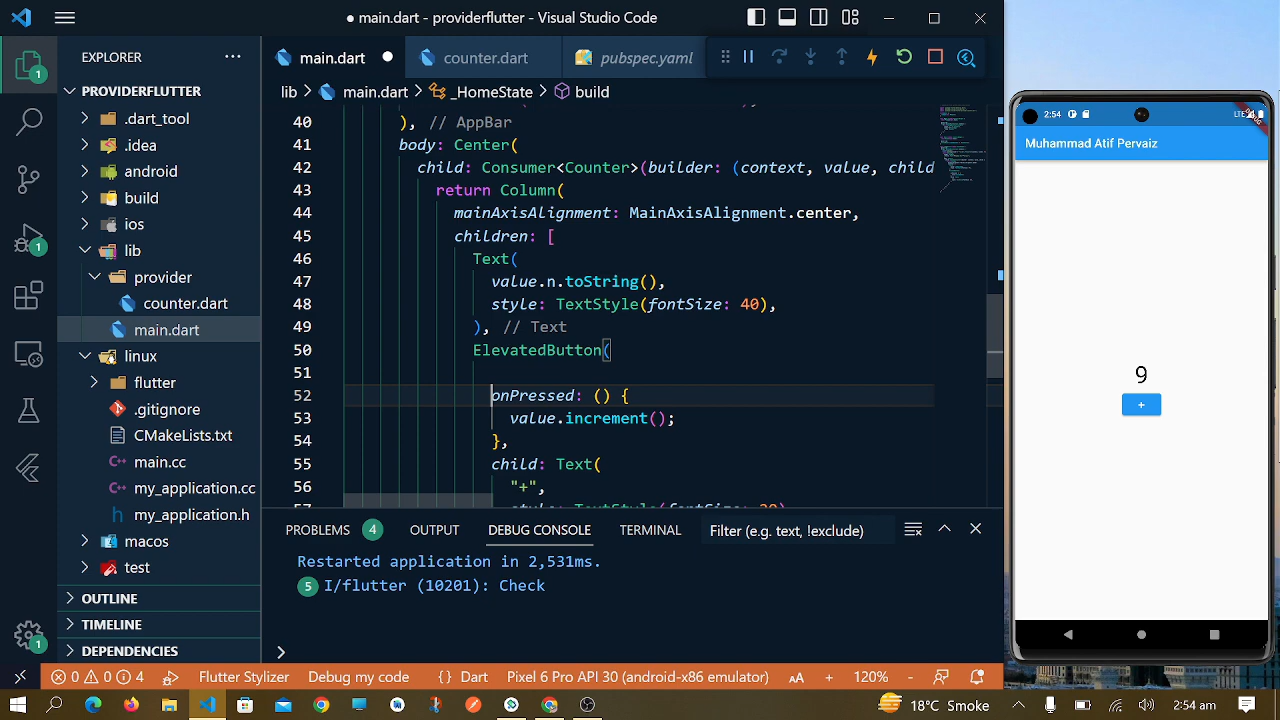 main.dart - providerflutter - Visual Studio Code
EXPLORER
main.dart
counter.dart
pubspec.yaml
1
PROVIDERFLUTTER
lib > main.dart > _HomeState > build
.dart_tool
.idea
android
build
ios
lib
provider
counter.dart
main.dart
linux
flutter
.gitignore
CMakeLists.txt
main.cc
my_application.cc
my_application.h
macos
test
OUTLINE
TIMELINE
DEPENDENCIES
1
1
40 ), // AppBar
41 body: Center(
42 child: Consumer<Counter>(builder: (context, value, child
43 return Column(
44 mainAxisAlignment: MainAxisAlignment.center,
45 children: [
46 Text(
47 value.n.toString(),
48 style: TextStyle(fontSize: 40),
49 ), // Text
50 ElevatedButton(
51
52 onPressed: () {
53 value.increment();
54 },
55 child: Text(
56 "+",
57 style: TextStyle(fontSize: 20)
PROBLEMS 4 OUTPUT DEBUG CONSOLE TERMINAL Filter (e.g. text, !exclude)
Restarted application in 2,531ms.
5 I/flutter (10201): Check
>
0 0 4 Flutter Stylizer Debug my code {} Dart Pixel 6 Pro API 30 (android-x86 emulator) AA + 120% -
18°C Smoke 2:54 am
2:54 LTE
Muhammad Atif Pervaiz
9
+